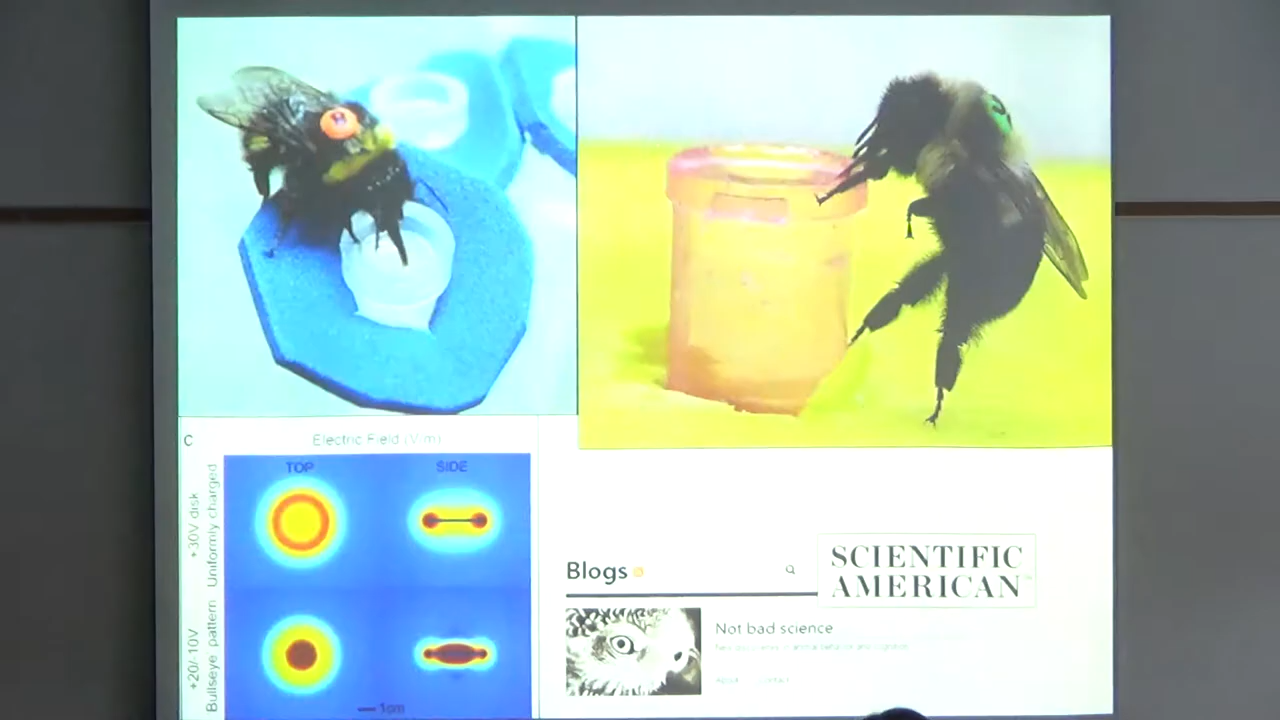 C
Electric Field (V/m)
TOP
SIDE
+30V disk
Uniformly charged
+20/-10V
Bullseye pattern
1cm
Blogs
SCIENTIFIC
AMERICAN
Not bad science